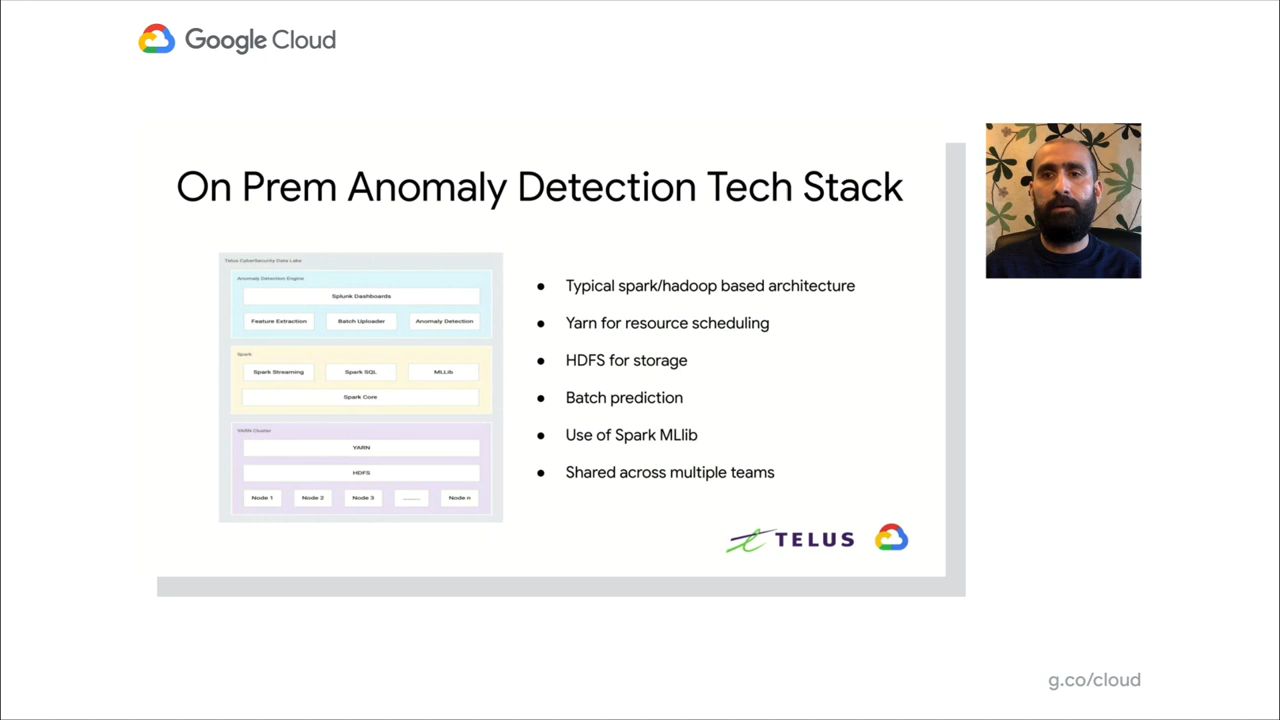 Google Cloud
On Prem Anomaly Detection Tech Stack
Telus CyberSecurity Data Lake
Anomaly Detection Engine
Splunk Dashboards
Feature Extraction
Batch Uploader
Anomaly Detection
Spark
Spark Streaming
Spark SQL
MLLib
Spark Core
YARN Cluster
YARN
HDFS
Node 1
Node 2
Node 3
..........
Node n
● Typical spark/hadoop based architecture
● Yarn for resource scheduling
● HDFS for storage
● Batch prediction
● Use of Spark MLlib
● Shared across multiple teams
TELUS
g.co/cloud